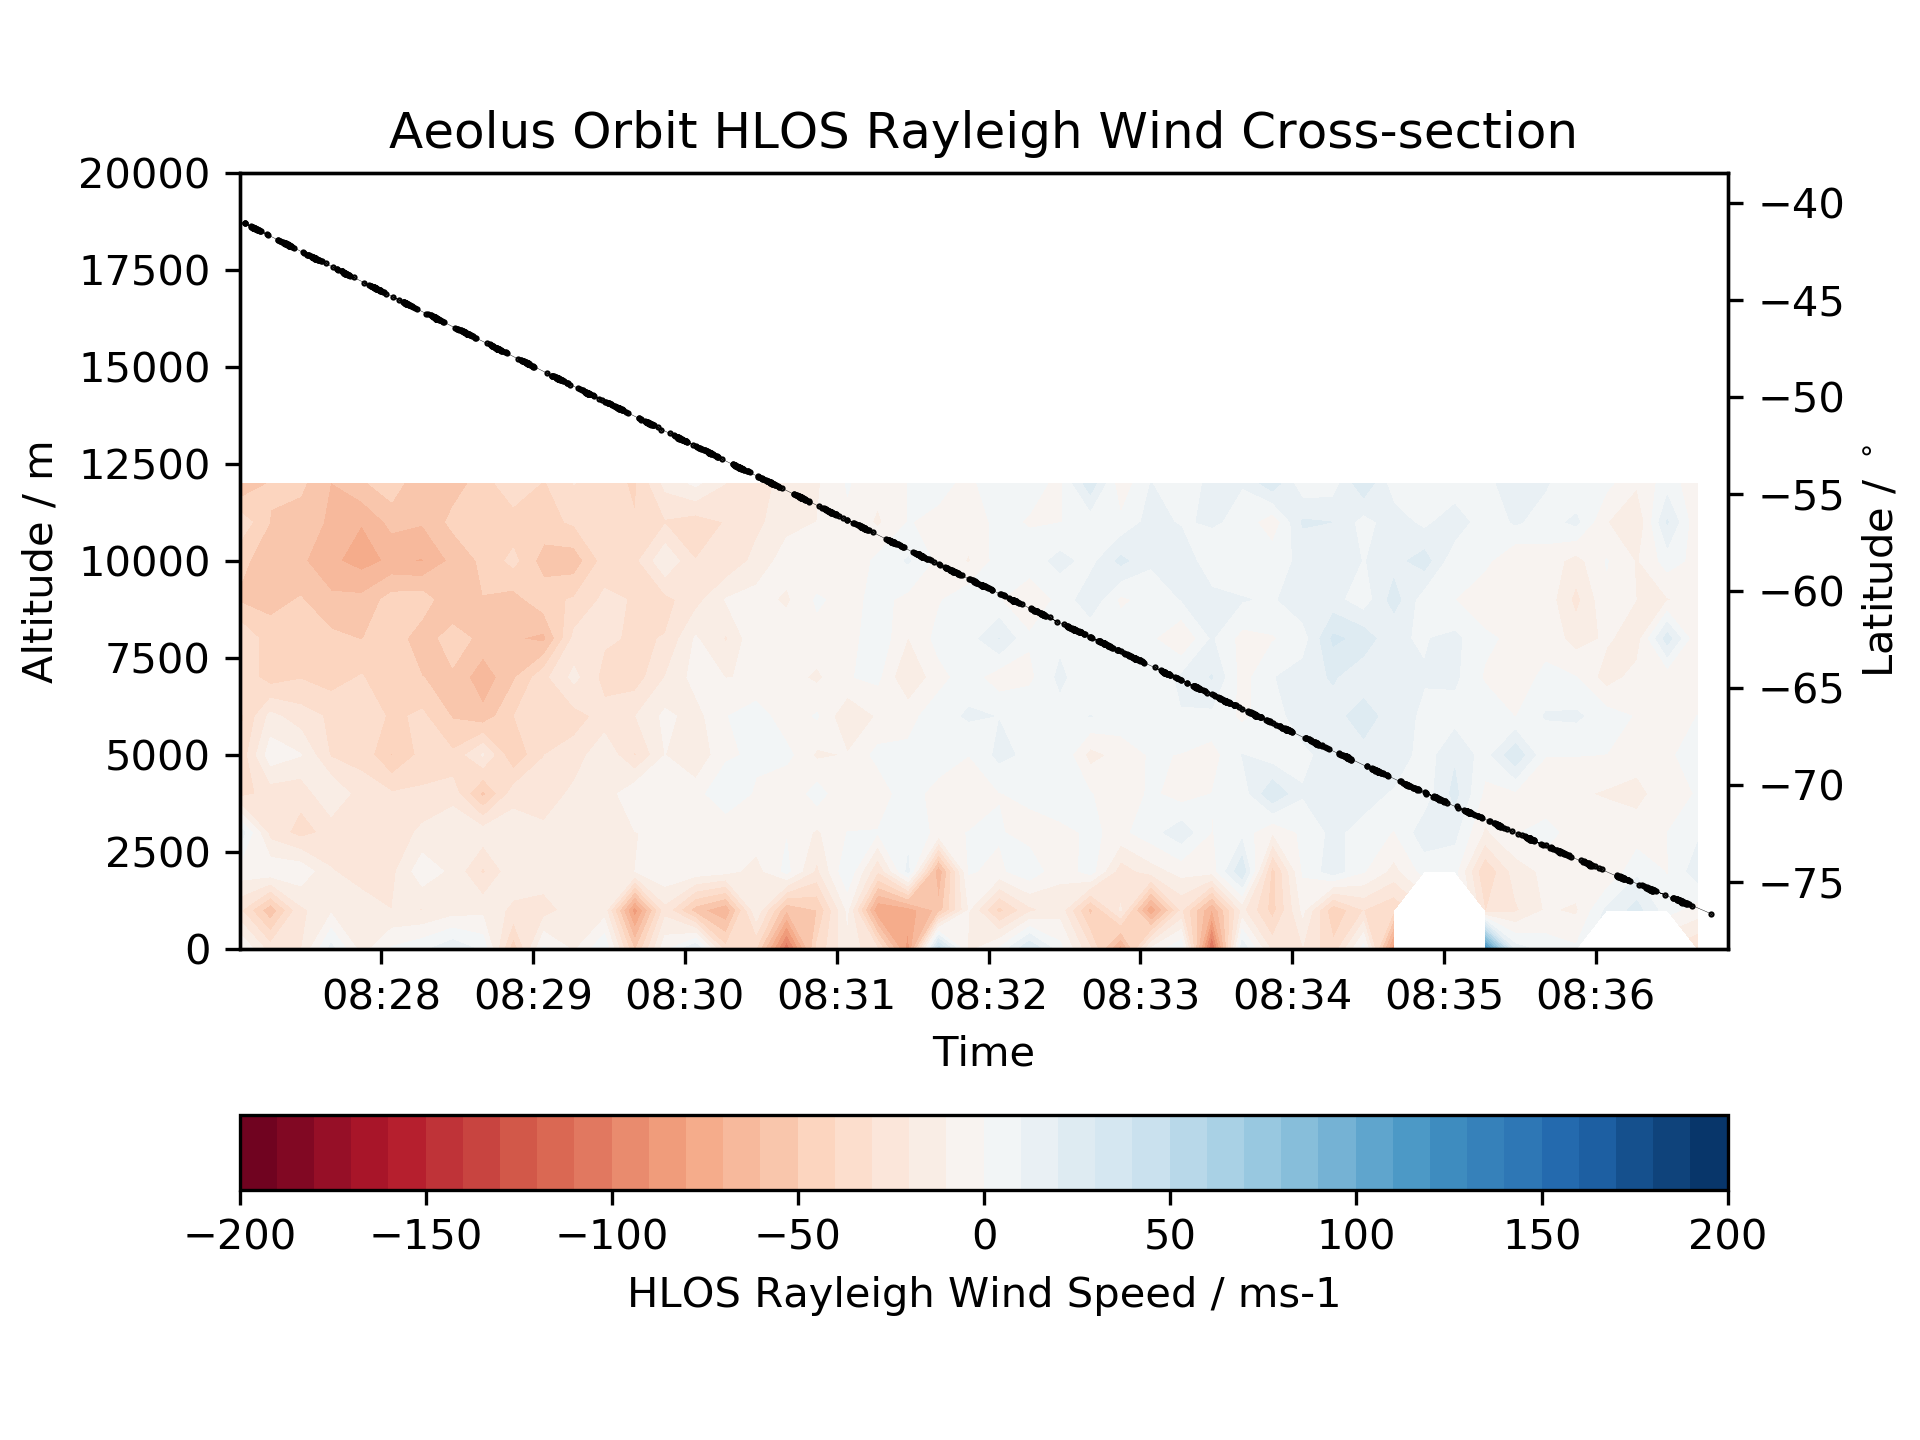 Aeolus Orbit HLOS Rayleigh Wind Cross-section
20000
17500
15000
12500
10000
7500
5000
2500
0
Altitude / m
−40
−45
−50
−55
−60
−65
−70
−75
Latitude / °
08:28 08:29 08:30 08:31 08:32 08:33 08:34 08:35 08:36
Time
−200 −150 −100 −50 0 50 100 150 200
HLOS Rayleigh Wind Speed / ms-1